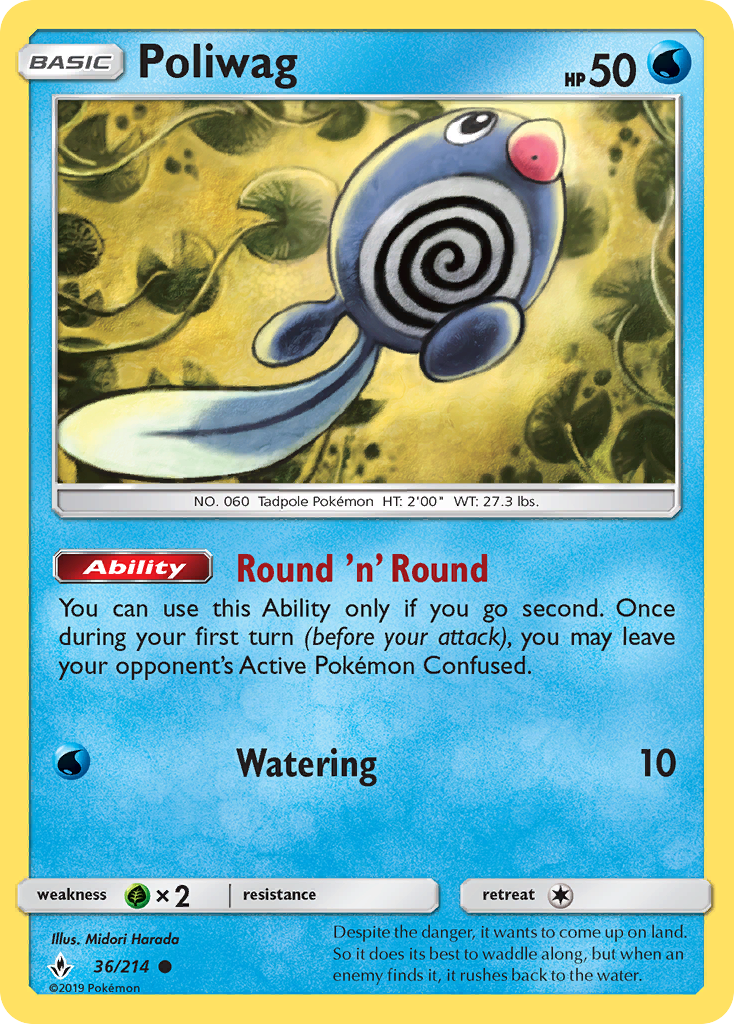 BASIC Poliwag HP 50
NO. 060 Tadpole Pokémon HT: 2'00" WT: 27.3 lbs.
Ability Round 'n' Round
You can use this Ability only if you go second. Once
during your first turn (before your attack), you may leave
your opponent's Active Pokémon Confused.
Watering 10
weakness ×2 resistance retreat
Illus. Midori Harada
36/214
©2019 Pokémon
Despite the danger, it wants to come up on land.
So it does its best to waddle along, but when an
enemy finds it, it rushes back to the water.